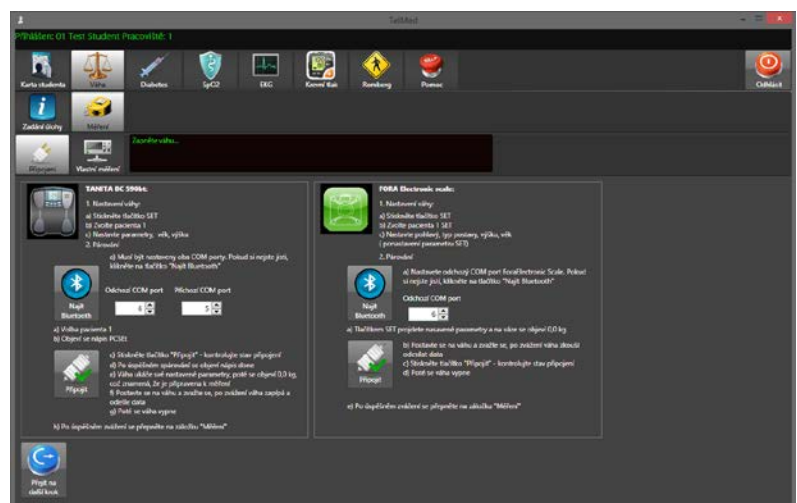 TelMed
Přihlášen: 01 Test Student Pracoviště: 1
Karta studenta
Váha
Diabetes
SpO2
EKG
Krevní tlak
Romberg
Pomoc
Odhlásit
Zadání úlohy
Měření
Připojení
Vlastní měření
Zapněte váhu...
TANITA BC 590bt:
1. Nastavení váhy:
a) Stiskněte tlačítko SET
b) Zvolte pacienta 1
c) Nastavte parametry, věk, výška
2. Párování
a) Musí být nastaveny oba COM porty. Pokud si nejste jisti,
klikněte na tlačítko "Najít Bluetooth"
Najít
Bluetooth
Odchozí COM port
Příchozí COM port
6
5
a) Volba pacienta 1
b) Objeví se nápis PCSEt
Připojit
c) Stiskněte tlačítko "Připojit" - kontrolujte stav připojení
d) Po úspěšném spárování se objeví nápis done
e) Váha ukáže své nastavené parametry, poté se objeví 0,0 kg,
což znamená, že je připravena k měření
f) Postavte se na váhu a zvažte se, po zvážení váha zapípá a
odešle data
g) Poté se váha vypne
h) Po úspěšném zvážení se přepněte na záložku "Měření"
FORA Electronic scale:
1. Nastavení váhy:
a) Stiskněte tlačítko SET
b) Zvolte pacienta 1 SET
c) Nastavte pohlaví, typ postavy, výšku, věk
( ponastavení parametru SET)
2. Párování
a) Nastavte odchozí COM port foraElectronic Scale. Pokud
si nejste jisti, klikněte na tlačítko "Najít Bluetooth"
Najít
Bluetooth
Odchozí COM port
6
a) Tlačítkem SET projdete nastavené parametry a na váze se objeví 0,0 kg
Připojit
b) Postavte se na váhu a zvažte se, po zvážení váha zkouší
odesílat data
c) Stiskněte tlačítko "Připojit" - kontrolujte stav připojení
d) Poté se váha vypne
e) Po úspěšném zvážení se přepněte na záložku "Měření"
Přejít na
další krok